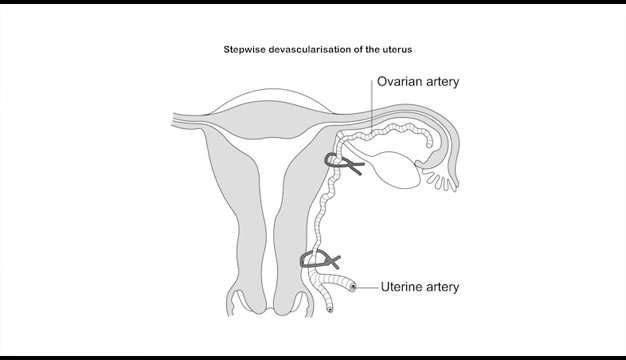 Stepwise devascularisation of the uterus
Ovarian artery
Uterine artery